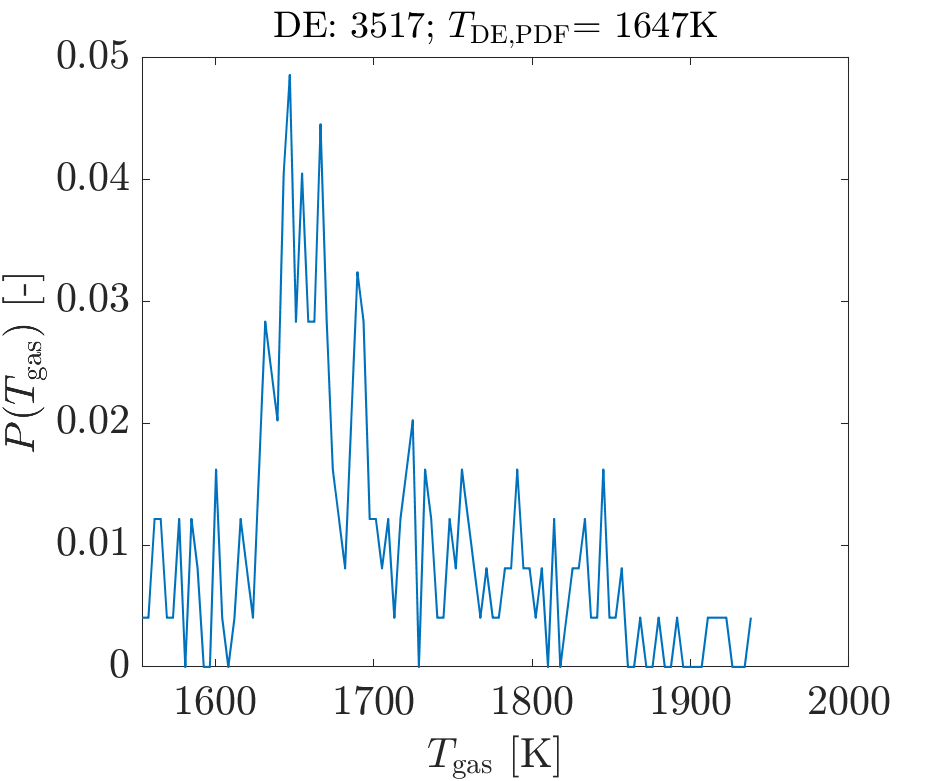 DE: 3517; T_DE,PDF= 1647K
0.05
0.04
0.03
0.02
0.01
0
P(T_gas) [-]
1600 1700 1800 1900 2000
T_gas [K]